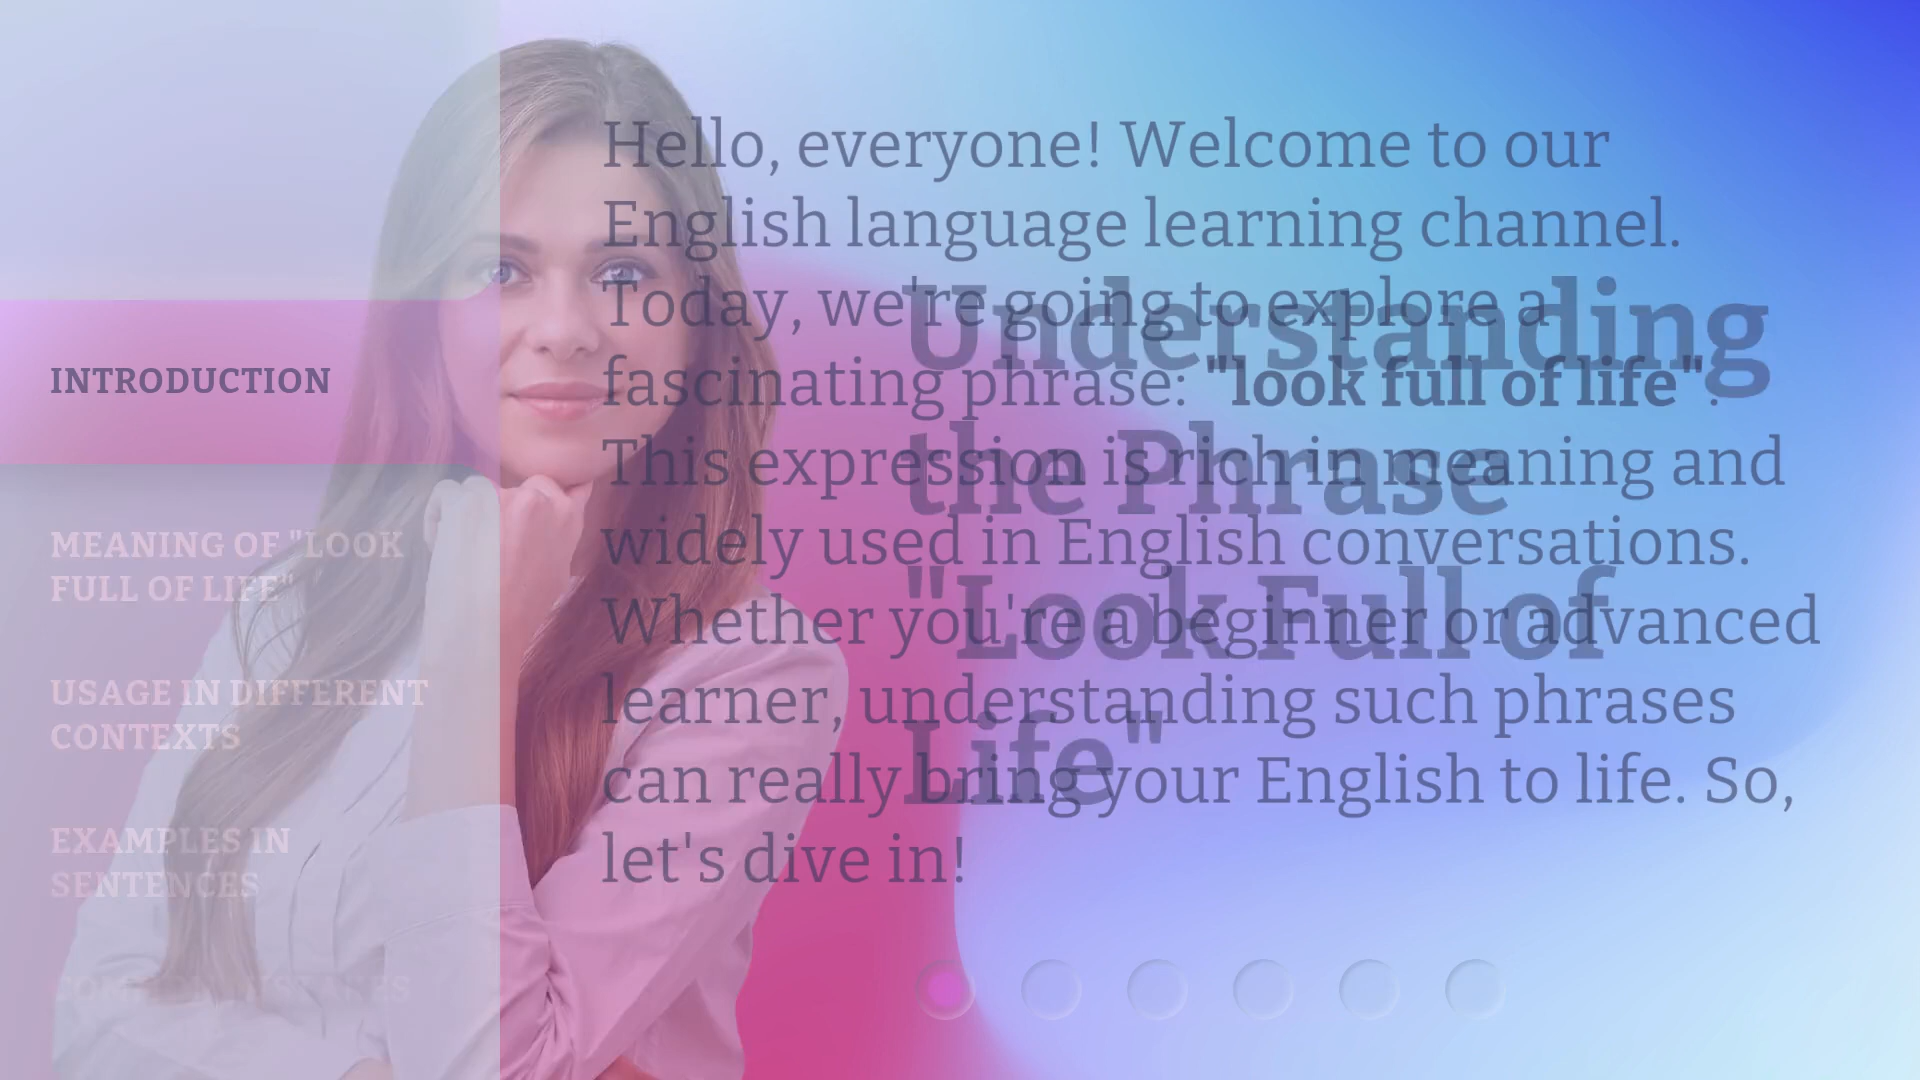 INTRODUCTION
MEANING OF "LOOK
FULL OF LIFE"
USAGE IN DIFFERENT
CONTEXTS
EXAMPLES IN
SENTENCES
COMMON MISTAKES
Hello, everyone! Welcome to our
English language learning channel.
Today, we're going to explore a
fascinating phrase: "look full of life".
This expression is rich in meaning and
widely used in English conversations.
Whether you're a beginner or advanced
learner, understanding such phrases
can really bring your English to life. So,
let's dive in!
Understanding
the Phrase
"Look Full of
Life"